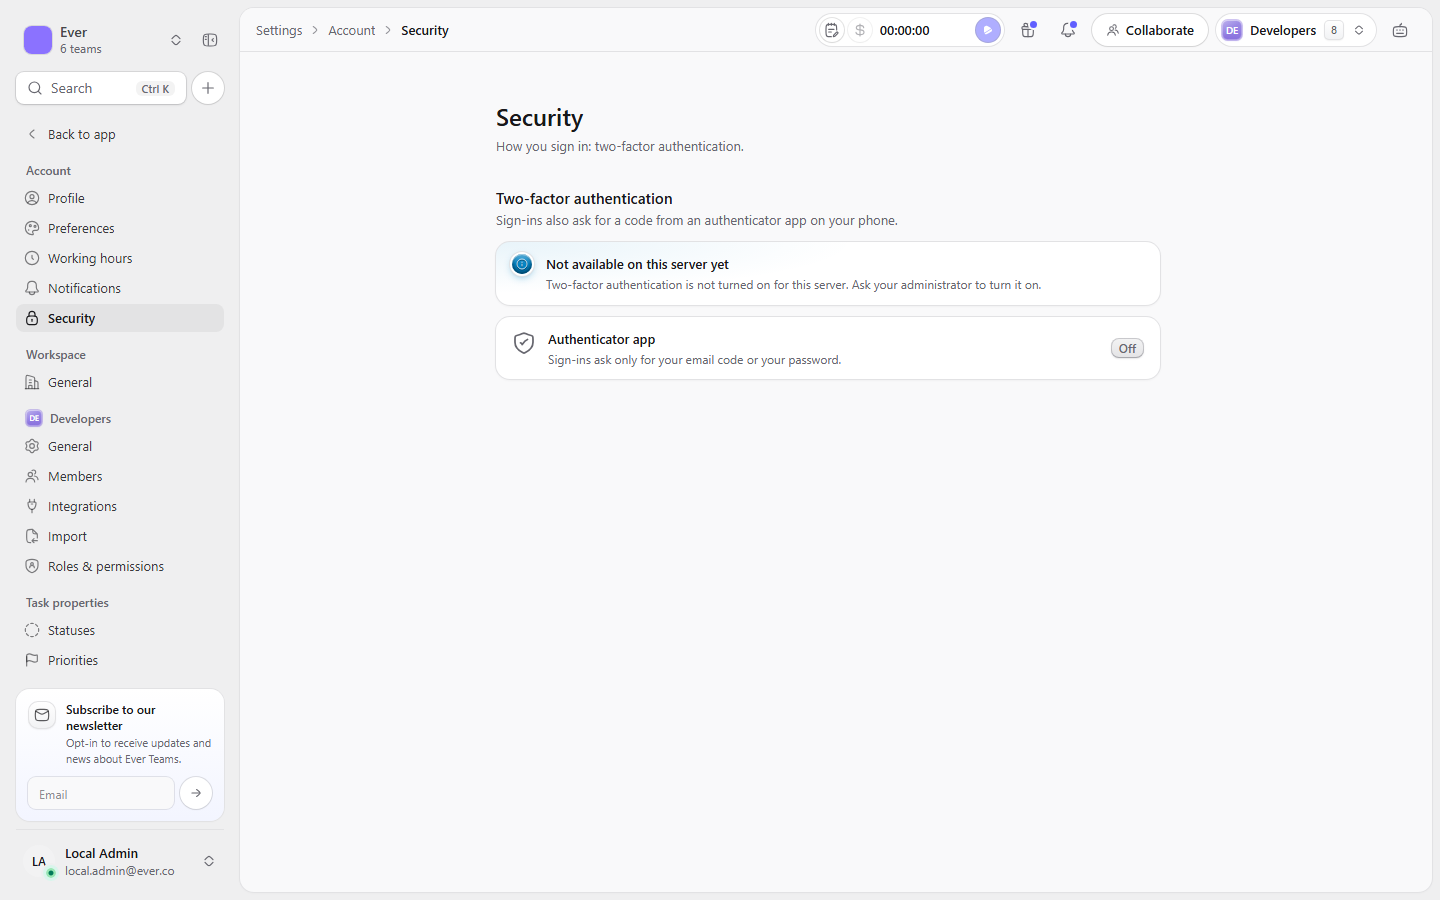 Ever
6 teams
Search
Ctrl K
Back to app
Account
Profile
Preferences
Working hours
Notifications
Security
Workspace
General
DE
Developers
General
Members
Integrations
Import
Roles & permissions
Task properties
Statuses
Priorities
Subscribe to our
newsletter
Opt-in to receive updates and
news about Ever Teams.
Email
LA
Local Admin
local.admin@ever.co
Settings
Account
Security
$
00:00:00
Collaborate
DE
Developers
8
Security
How you sign in: two-factor authentication.
Two-factor authentication
Sign-ins also ask for a code from an authenticator app on your phone.
Not available on this server yet
Two-factor authentication is not turned on for this server. Ask your administrator to turn it on.
Authenticator app
Sign-ins ask only for your email code or your password.
Off